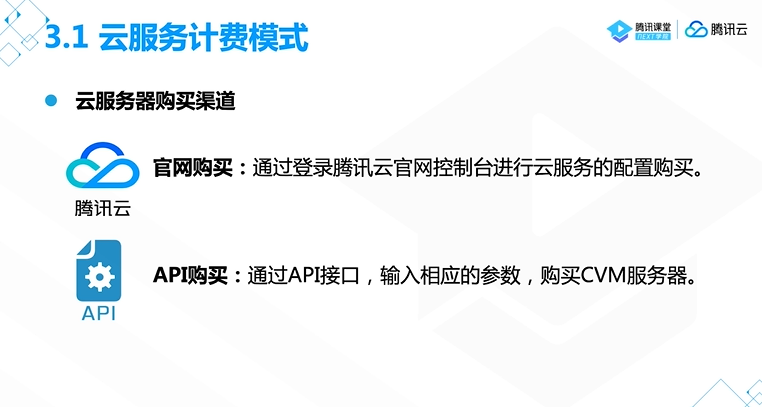 3.1 云服务计费模式
腾讯课堂
NEXT学院
腾讯云
云服务器购买渠道
官网购买：通过登录腾讯云官网控制台进行云服务的配置购买。
腾讯云
API购买：通过API接口，输入相应的参数，购买CVM服务器。
API